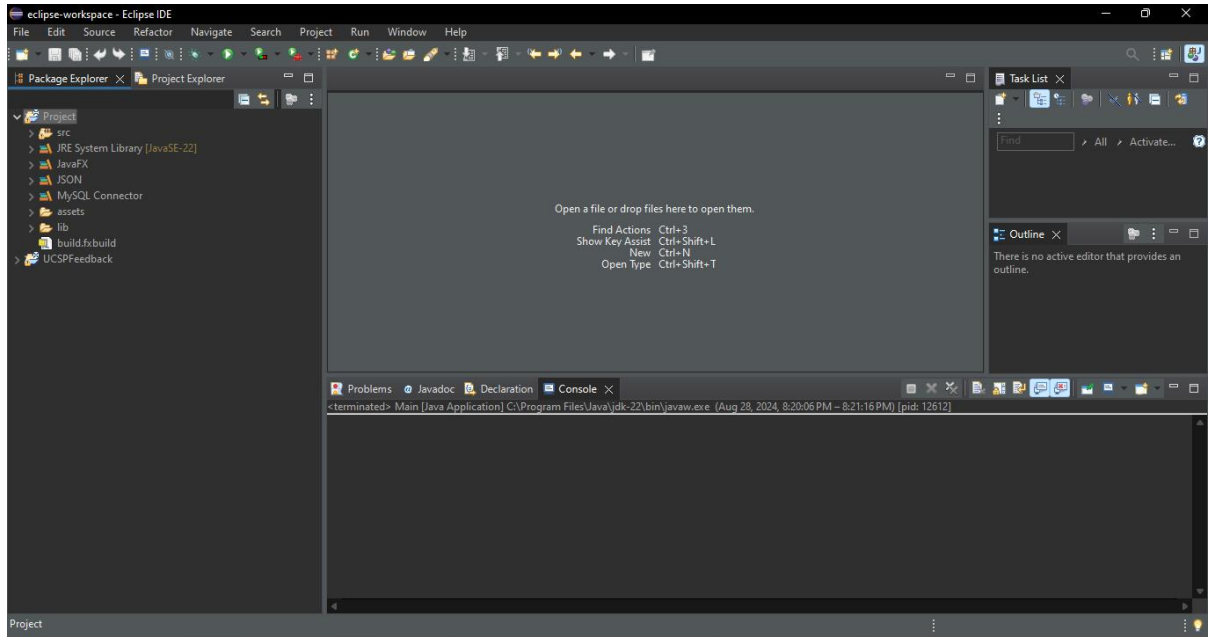 eclipse-workspace - Eclipse IDE
File Edit Source Refactor Navigate Search Project Run Window Help
Package Explorer Project Explorer
Project
src
JRE System Library [JavaSE-22]
JavaFX
JSON
MySQL Connector
assets
lib
build.fxbuild
UCSPFeedback
Open a file or drop files here to open them.
Find Actions Ctrl+3
Show Key Assist Ctrl+Shift+L
New Ctrl+N
Open Type Ctrl+Shift+T
Task List
Find All Activate...
Outline
There is no active editor that provides an
outline.
Problems Javadoc Declaration Console
<terminated> Main [Java Application] C:\Program Files\Java\jdk-22\bin\javaw.exe (Aug 28, 2024, 8:20:06 PM – 8:21:16 PM) [pid: 12612]
Project